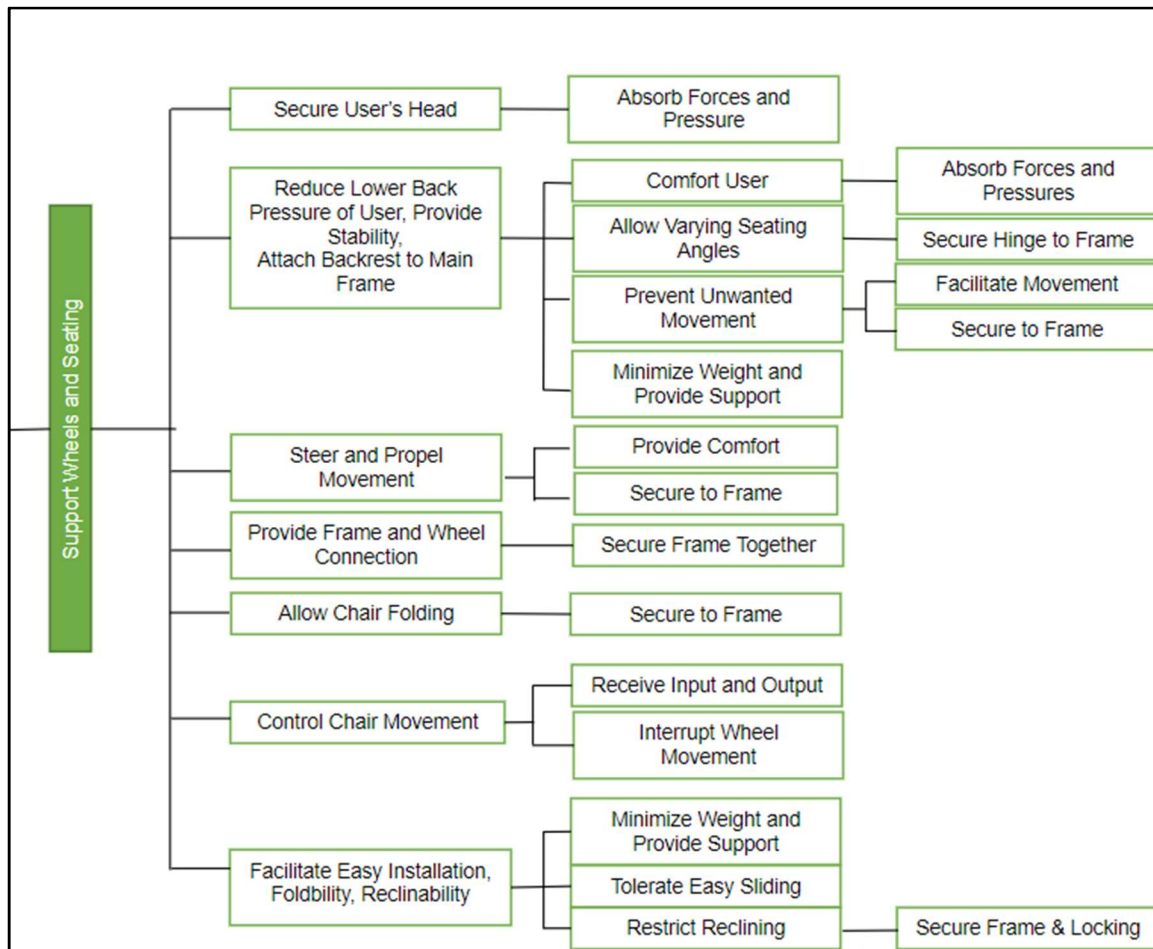 Support Wheels and Seating
Secure User's Head
Absorb Forces and
Pressure
Reduce Lower Back
Pressure of User, Provide
Stability,
Attach Backrest to Main
Frame
Comfort User
Absorb Forces and
Pressures
Allow Varying Seating
Angles
Secure Hinge to Frame
Prevent Unwanted
Movement
Facilitate Movement
Secure to Frame
Minimize Weight and
Provide Support
Steer and Propel
Movement
Provide Comfort
Secure to Frame
Provide Frame and Wheel
Connection
Secure Frame Together
Allow Chair Folding
Secure to Frame
Control Chair Movement
Receive Input and Output
Interrupt Wheel
Movement
Facilitate Easy Installation,
Foldbility, Reclinability
Minimize Weight and
Provide Support
Tolerate Easy Sliding
Restrict Reclining
Secure Frame & Locking